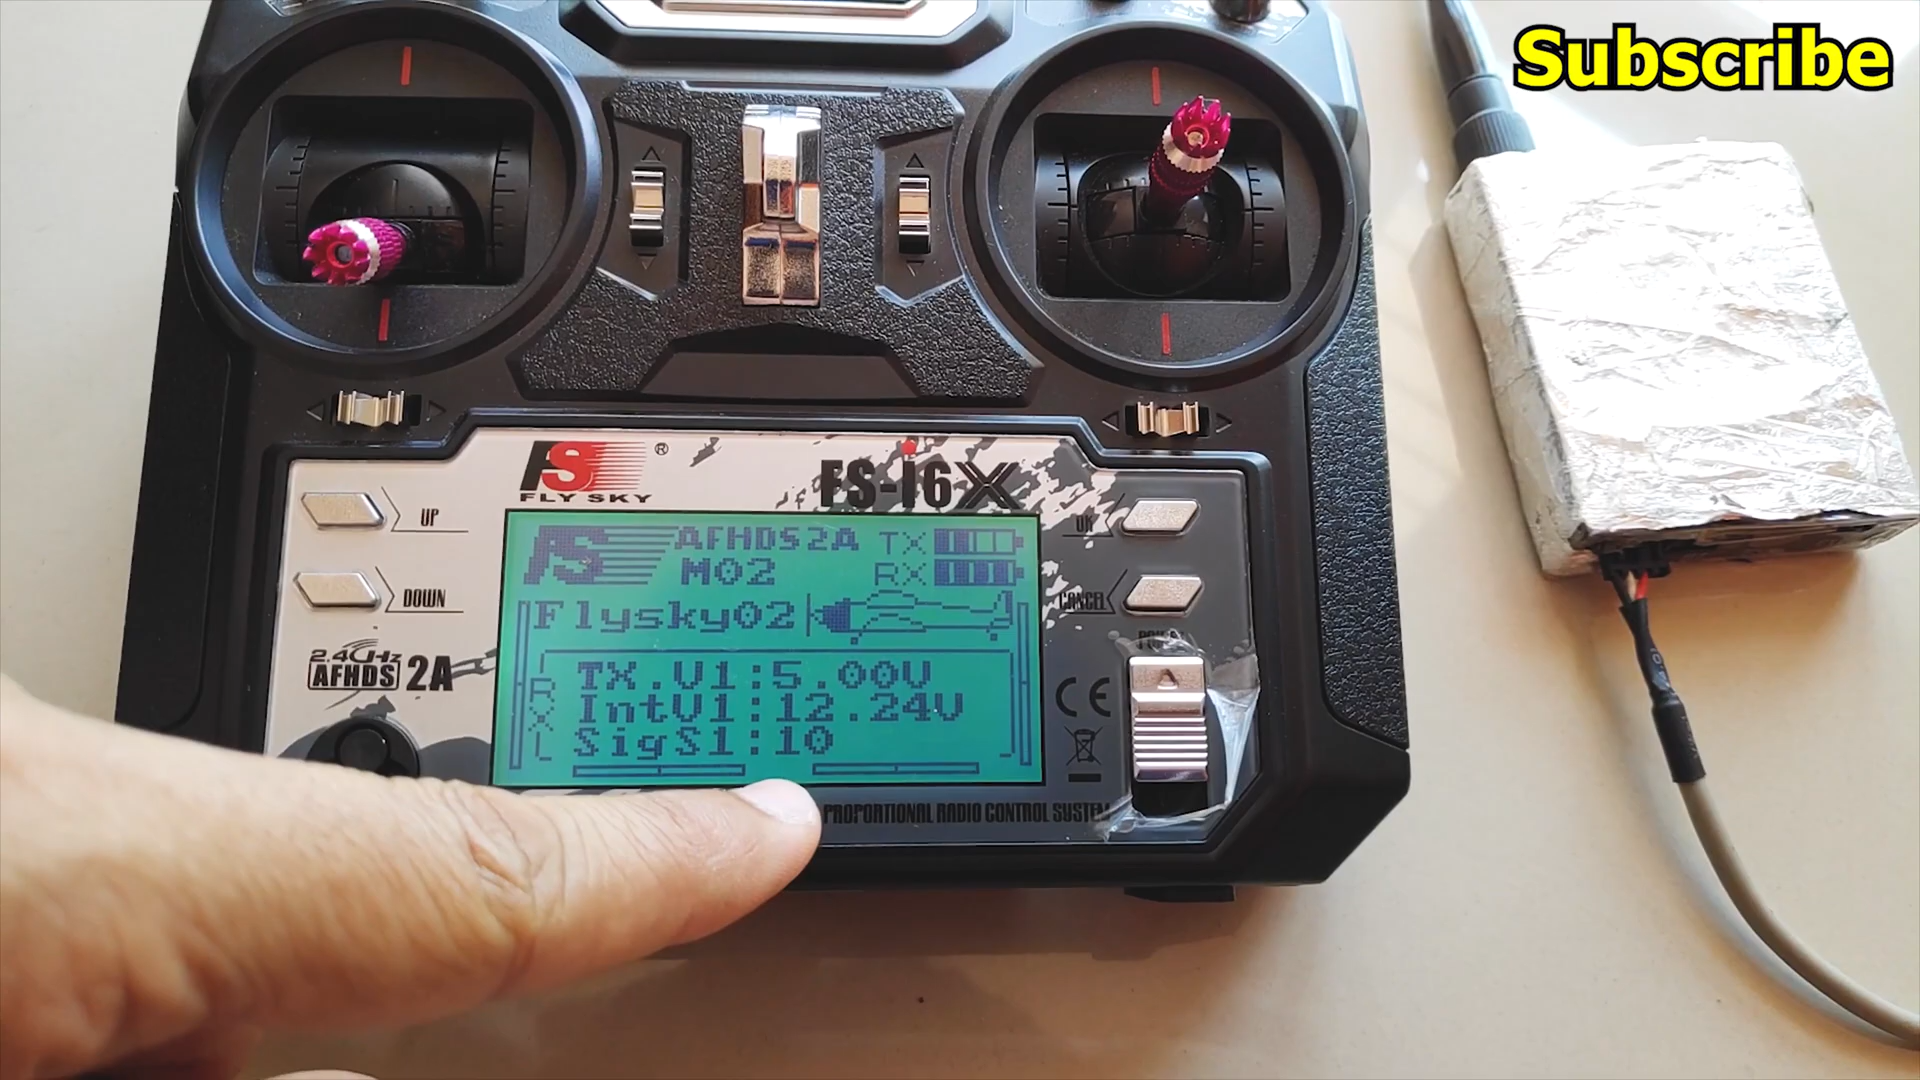 Subscribe
FS
®
FLY SKY
FS-i6X
UP
DOWN
OK
CANCEL
2.4GHz
AFHDS 2A
AFHDS2A TX
M02 RX
Flysky02
TX.V1:5.00V
IntV1:12.24V
SigS1:10
CE
PROPORTIONAL RADIO CONTROL SYSTEM